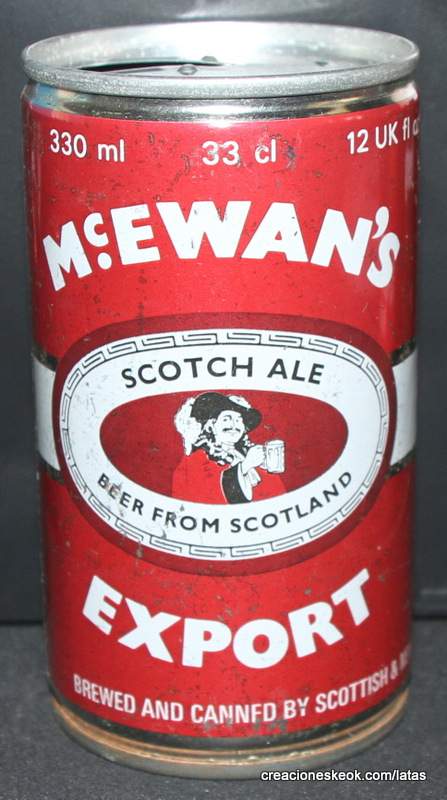 330 ml 33 cl 12 UK fl
McEWAN'S
SCOTCH ALE
BEER FROM SCOTLAND
EXPORT
BREWED AND CANNED BY SCOTTISH &
creacioneskeok.com/latas